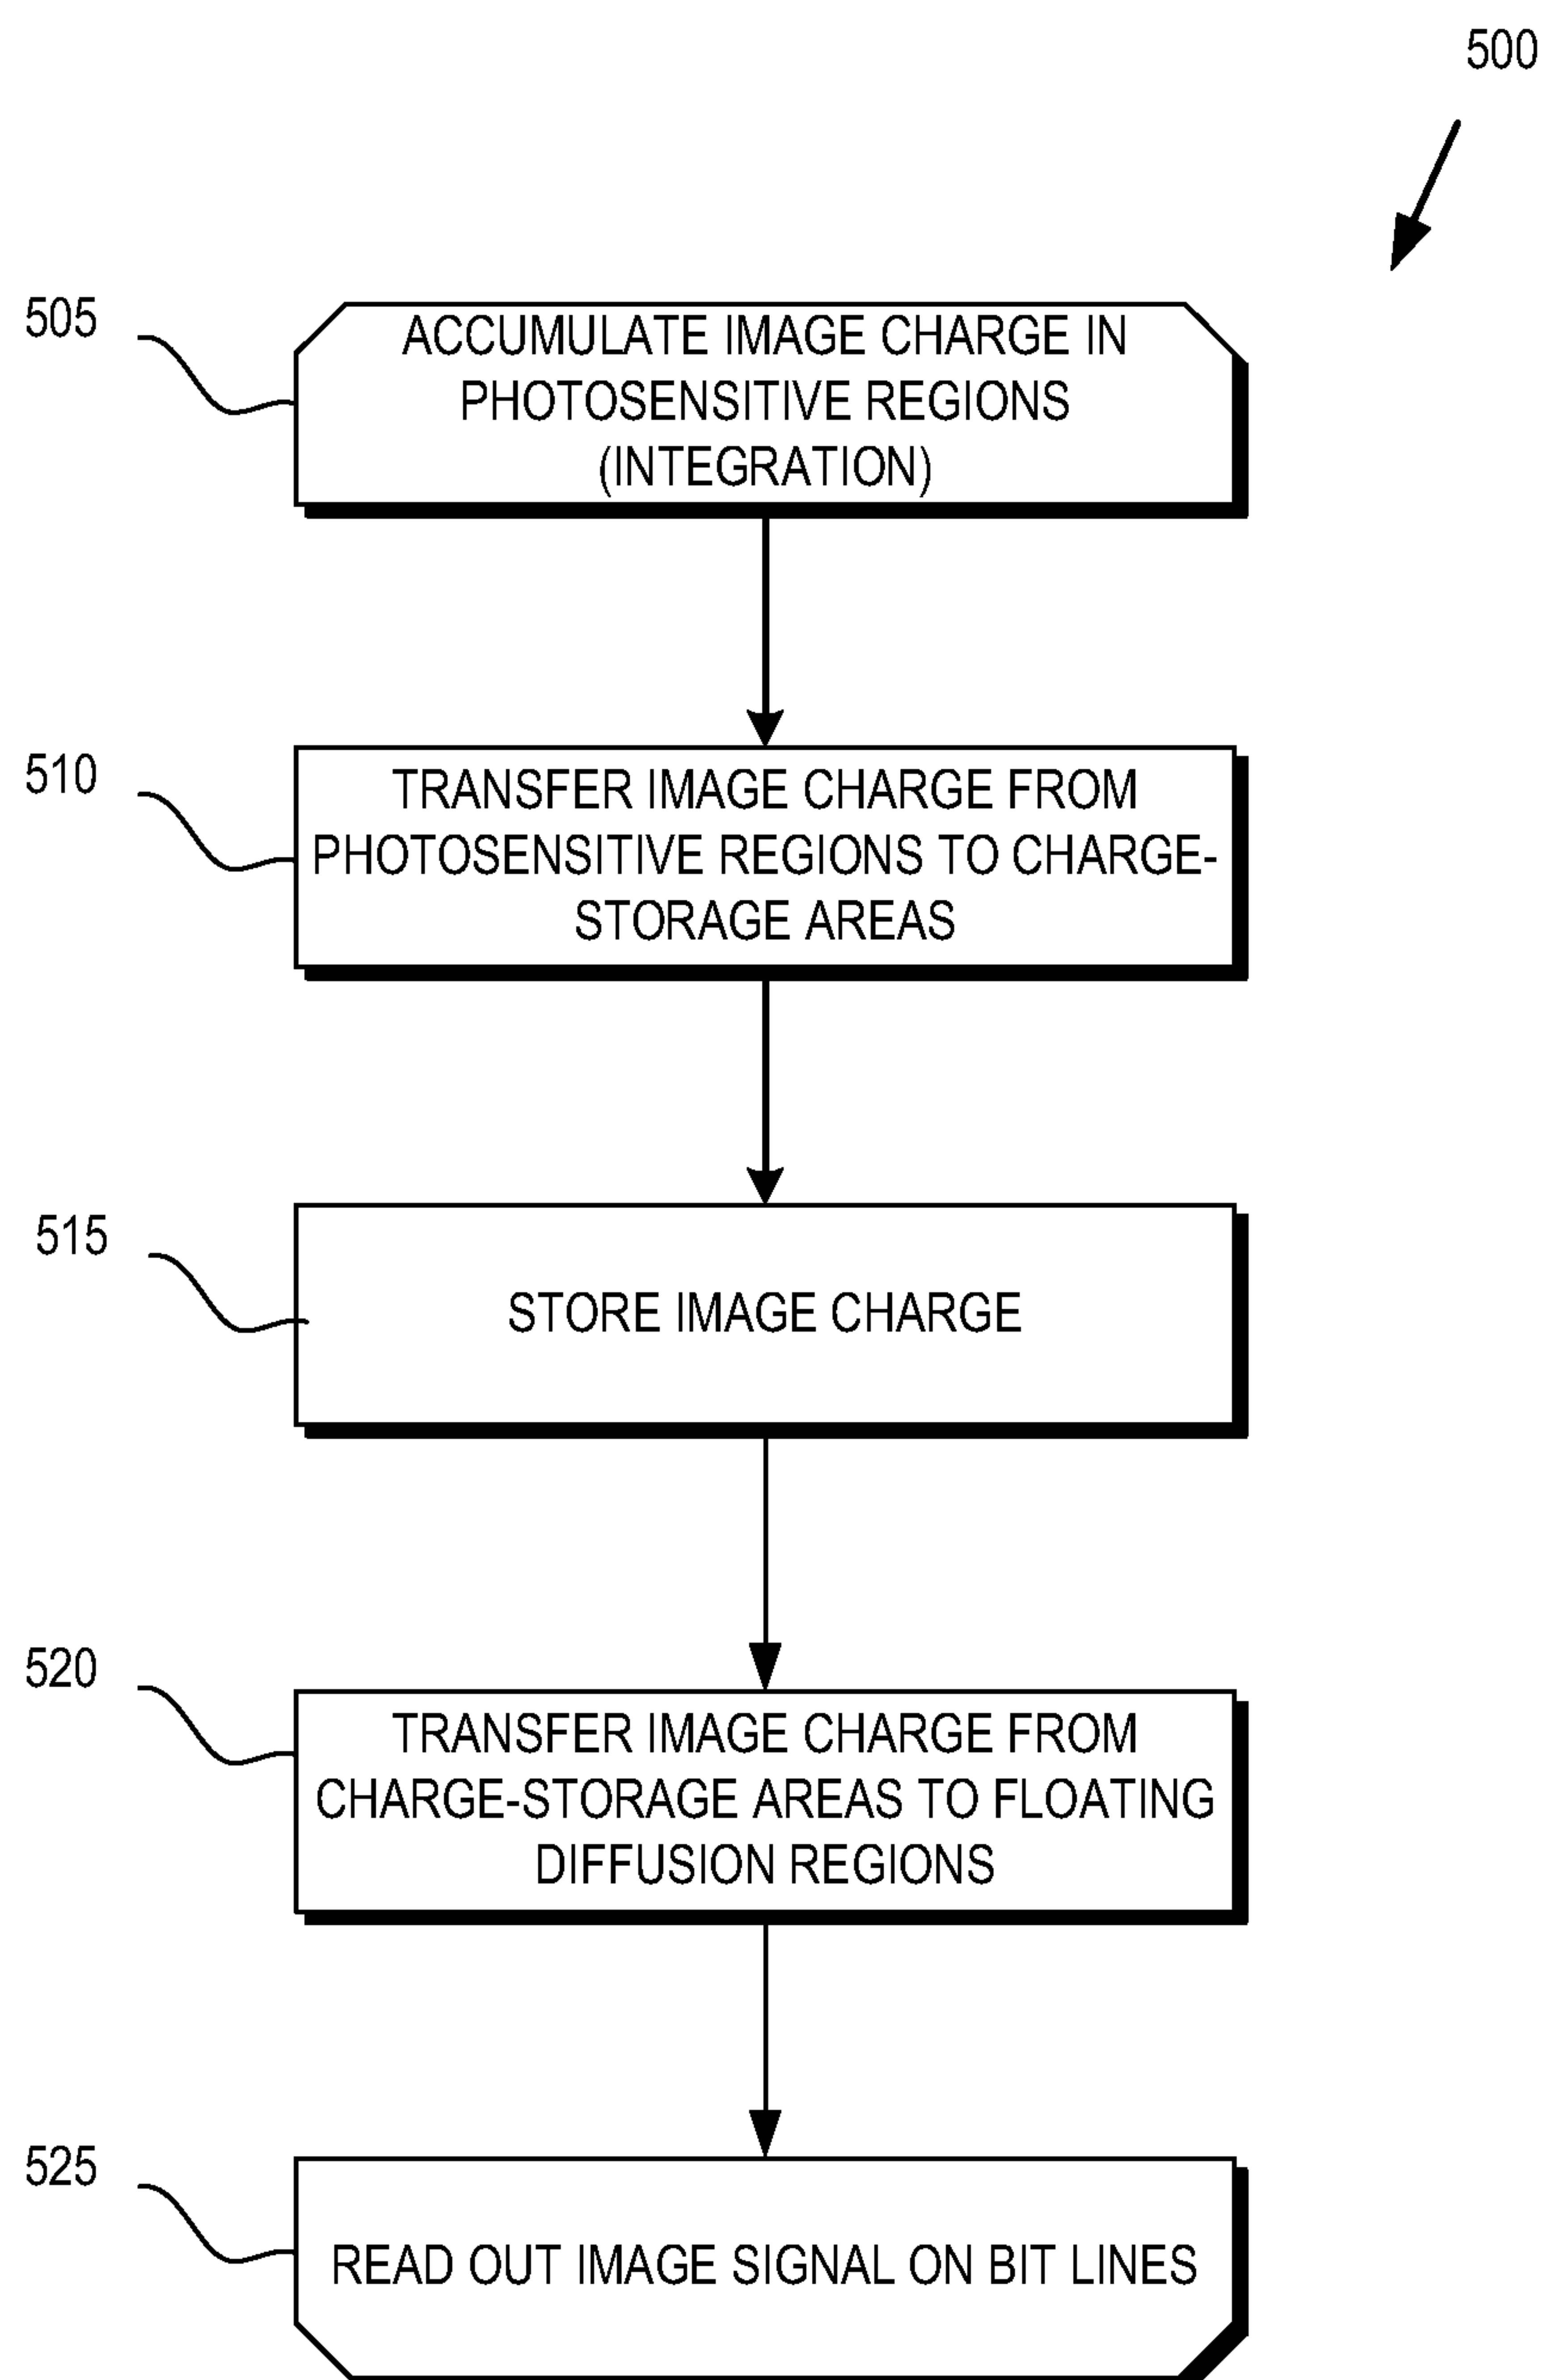 500
505
ACCUMULATE IMAGE CHARGE IN
PHOTOSENSITIVE REGIONS
(INTEGRATION)
510
TRANSFER IMAGE CHARGE FROM
PHOTOSENSITIVE REGIONS TO CHARGE-
STORAGE AREAS
515
STORE IMAGE CHARGE
520
TRANSFER IMAGE CHARGE FROM
CHARGE-STORAGE AREAS TO FLOATING
DIFFUSION REGIONS
525
READ OUT IMAGE SIGNAL ON BIT LINES